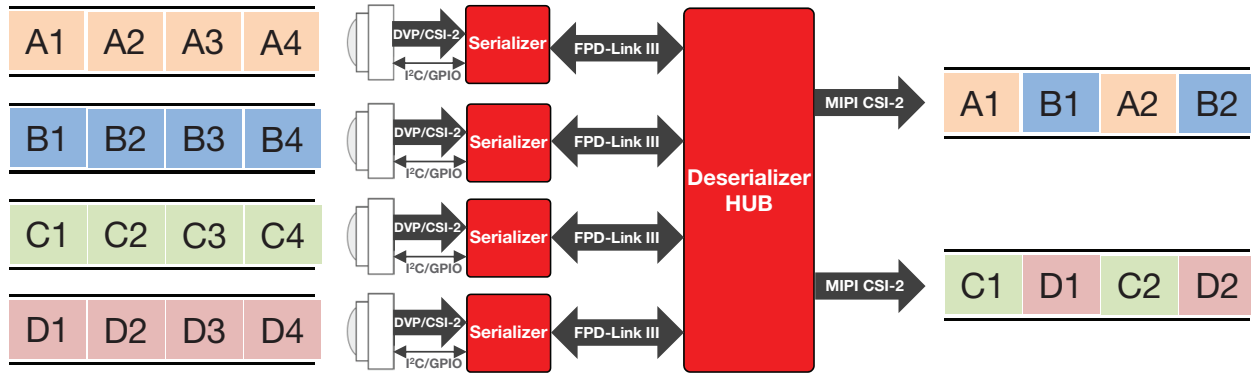 A1 A2 A3 A4
DVP/CSI-2
I²C/GPIO
Serializer
FPD-Link III
B1 B2 B3 B4
DVP/CSI-2
I²C/GPIO
Serializer
FPD-Link III
C1 C2 C3 C4
DVP/CSI-2
I²C/GPIO
Serializer
FPD-Link III
D1 D2 D3 D4
DVP/CSI-2
I²C/GPIO
Serializer
FPD-Link III
Deserializer
HUB
MIPI CSI-2
A1 B1 A2 B2
MIPI CSI-2
C1 D1 C2 D2